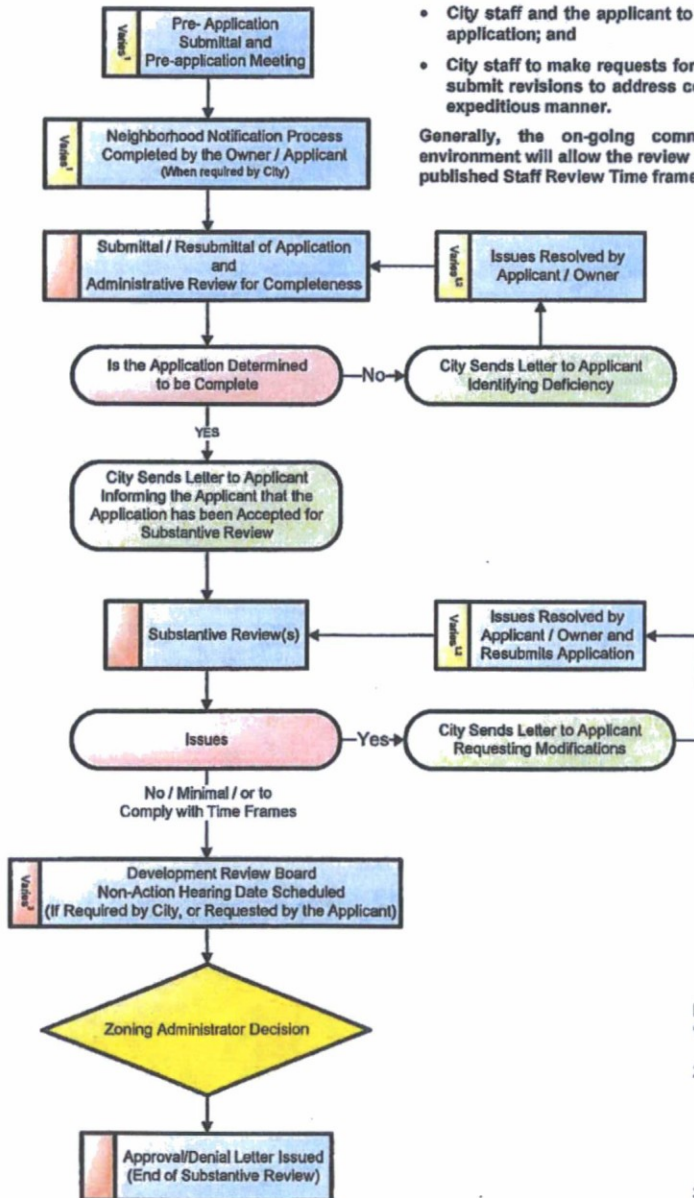 Pre- Application
Submittal and
Pre-application Meeting
Varies¹
• City staff and the applicant to
application; and
• City staff to make requests for
submit revisions to address
expeditious manner.
Generally, the on-going
environment will allow the review
published Staff Review Time
Neighborhood Notification Process
Completed by the Owner / Applicant
(When required by City)
Varies¹
Submittal / Resubmittal of Application
and
Administrative Review for Completeness
Issues Resolved by
Applicant / Owner
Varies
Is the Application Determined
to be Complete
No
City Sends Letter to Applicant
Identifying Deficiency
YES
City Sends Letter to Applicant
Informing the Applicant that the
Application has been Accepted for
Substantive Review
Substantive Review(s)
Issues Resolved by
Applicant / Owner and
Resubmits Application
Varies
Issues
Yes
City Sends Letter to Applicant
Requesting Modifications
No / Minimal / or to
Comply with Time Frames
Development Review Board
Non-Action Hearing Date Scheduled
(If Required by City, or Requested by the Applicant)
Varies
Zoning Administrator Decision
Approval/Denial Letter Issued
(End of Substantive Review)